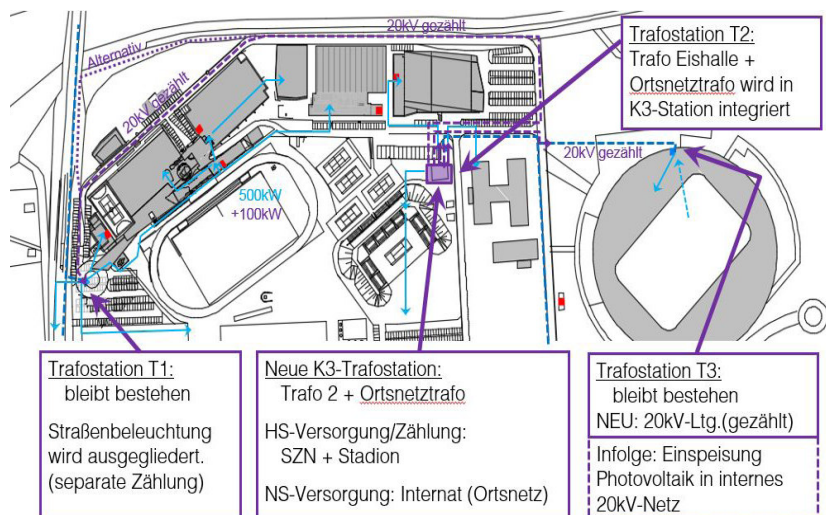 20kV gezählt
Alternativ
20kV gezählt
Trafostation T2:
Trafo Eishalle +
Ortsnetztrafo wird in
K3-Station integriert
20kV gezählt
500kW
+100kW
Trafostation T1:
bleibt bestehen
Straßenbeleuchtung
wird ausgegliedert.
(separate Zählung)
Neue K3-Trafostation:
Trafo 2 + Ortsnetztrafo
HS-Versorgung/Zählung:
SZN + Stadion
NS-Versorgung: Internat (Ortsnetz)
Trafostation T3:
bleibt bestehen
NEU: 20kV-Ltg.(gezählt)
Infolge: Einspeisung
Photovoltaik in internes
20kV-Netz